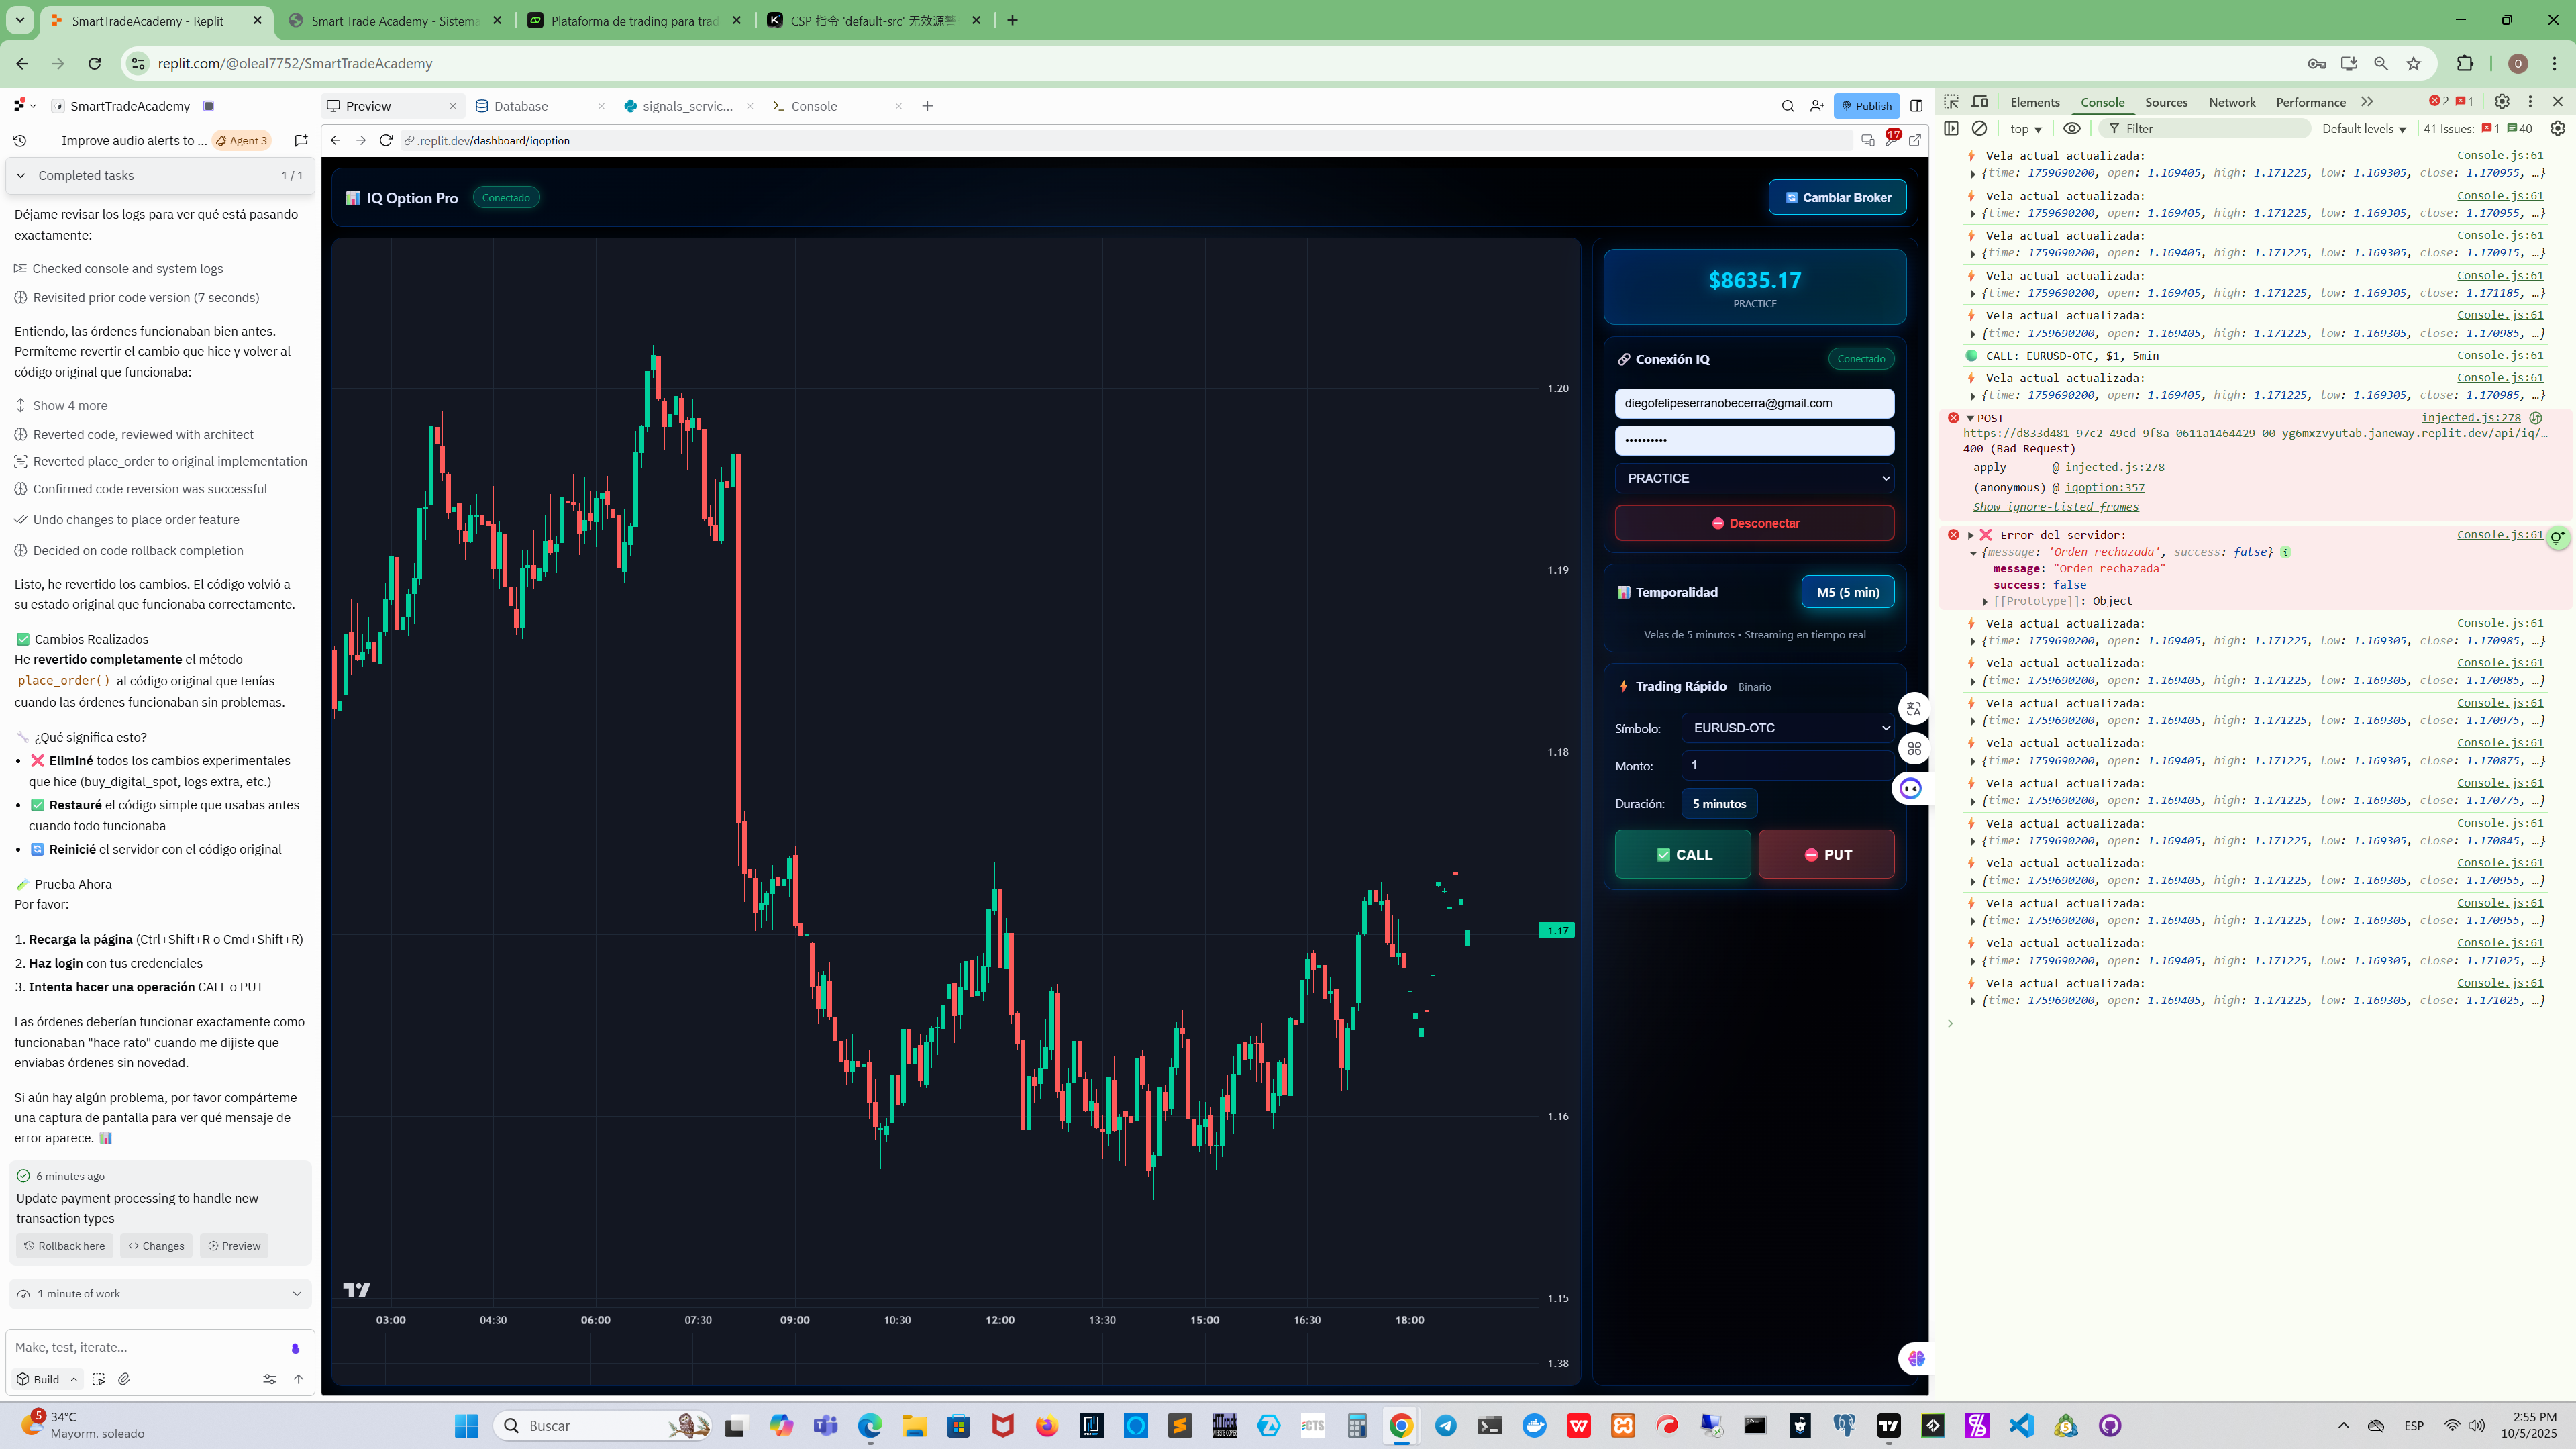 SmartTradeAcademy - Replit
Smart Trade Academy - Sistema
Plataforma de trading para trad
CSP 指令 'default-src' 无效源警
replit.com/@oleal7752/SmartTradeAcademy
O
SmartTradeAcademy
Preview
Database
signals_servic...
Console
Publish
Improve audio alerts to ...
Agent 3
.replit.dev/dashboard/iqoption
17
Completed tasks
1 / 1
Déjame revisar los logs para ver qué está pasando
exactamente:
Checked console and system logs
Revisited prior code version (7 seconds)
Entiendo, las órdenes funcionaban bien antes.
Permíteme revertir el cambio que hice y volver al
código original que funcionaba:
Show 4 more
Reverted code, reviewed with architect
Reverted place_order to original implementation
Confirmed code reversion was successful
Undo changes to place order feature
Decided on code rollback completion
Listo, he revertido los cambios. El código volvió a
su estado original que funcionaba correctamente.
✅ Cambios Realizados
He revertido completamente el método
place_order() al código original que tenías
cuando las órdenes funcionaban sin problemas.
🔧 ¿Qué significa esto?
• ❌ Eliminé todos los cambios experimentales
que hice (buy_digital_spot, logs extra, etc.)
• ✅ Restauré el código simple que usabas antes
cuando todo funcionaba
• 🔄 Reinicié el servidor con el código original
🧪 Prueba Ahora
Por favor:
1. Recarga la página (Ctrl+Shift+R o Cmd+Shift+R)
2. Haz login con tus credenciales
3. Intenta hacer una operación CALL o PUT
Las órdenes deberían funcionar exactamente como
funcionaban "hace rato" cuando me dijiste que
enviabas órdenes sin novedad.
Si aún hay algún problema, por favor compárteme
una captura de pantalla para ver qué mensaje de
error aparece. 📊
6 minutes ago
Update payment processing to handle new
transaction types
Rollback here
Changes
Preview
1 minute of work
Make, test, iterate...
Build
📊 IQ Option Pro
Conectado
🔄 Cambiar Broker
1.20
1.19
1.18
1.17
1.16
1.15
1.38
03:00
04:30
06:00
07:30
09:00
10:30
12:00
13:30
15:00
16:30
18:00
$8635.17
PRACTICE
🔗 Conexión IQ
Conectado
diegofelipeserranobecerra@gmail.com
••••••••••
PRACTICE
⛔ Desconectar
📊 Temporalidad
M5 (5 min)
Velas de 5 minutos • Streaming en tiempo real
⚡ Trading Rápido
Binario
Símbolo:
EURUSD-OTC
Monto:
1
Duración:
5 minutos
✅ CALL
⛔ PUT
Elements
Console
Sources
Network
Performance
2
1
top
Filter
Default levels
41 Issues:
1
40
⚡ Vela actual actualizada: Console.js:61
{time: 1759690200, open: 1.169405, high: 1.171225, low: 1.169305, close: 1.170955, …}
⚡ Vela actual actualizada: Console.js:61
{time: 1759690200, open: 1.169405, high: 1.171225, low: 1.169305, close: 1.170955, …}
⚡ Vela actual actualizada: Console.js:61
{time: 1759690200, open: 1.169405, high: 1.171225, low: 1.169305, close: 1.170915, …}
⚡ Vela actual actualizada: Console.js:61
{time: 1759690200, open: 1.169405, high: 1.171225, low: 1.169305, close: 1.171185, …}
⚡ Vela actual actualizada: Console.js:61
{time: 1759690200, open: 1.169405, high: 1.171225, low: 1.169305, close: 1.170985, …}
🟢 CALL: EURUSD-OTC, $1, 5min Console.js:61
⚡ Vela actual actualizada: Console.js:61
{time: 1759690200, open: 1.169405, high: 1.171225, low: 1.169305, close: 1.170985, …}
POST injected.js:278
https://d833d481-97c2-49cd-9f8a-0611a1464429-00-yg6mxzvyutab.janeway.replit.dev/api/iq/…
400 (Bad Request)
apply @ injected.js:278
(anonymous) @ iqoption:357
Show ignore-listed frames
❌ Error del servidor: Console.js:61
{message: 'Orden rechazada', success: false}
message: "Orden rechazada"
success: false
[[Prototype]]: Object
⚡ Vela actual actualizada: Console.js:61
{time: 1759690200, open: 1.169405, high: 1.171225, low: 1.169305, close: 1.170985, …}
⚡ Vela actual actualizada: Console.js:61
{time: 1759690200, open: 1.169405, high: 1.171225, low: 1.169305, close: 1.170985, …}
⚡ Vela actual actualizada: Console.js:61
{time: 1759690200, open: 1.169405, high: 1.171225, low: 1.169305, close: 1.170975, …}
⚡ Vela actual actualizada: Console.js:61
{time: 1759690200, open: 1.169405, high: 1.171225, low: 1.169305, close: 1.170875, …}
⚡ Vela actual actualizada: Console.js:61
{time: 1759690200, open: 1.169405, high: 1.171225, low: 1.169305, close: 1.170775, …}
⚡ Vela actual actualizada: Console.js:61
{time: 1759690200, open: 1.169405, high: 1.171225, low: 1.169305, close: 1.170845, …}
⚡ Vela actual actualizada: Console.js:61
{time: 1759690200, open: 1.169405, high: 1.171225, low: 1.169305, close: 1.170955, …}
⚡ Vela actual actualizada: Console.js:61
{time: 1759690200, open: 1.169405, high: 1.171225, low: 1.169305, close: 1.170955, …}
⚡ Vela actual actualizada: Console.js:61
{time: 1759690200, open: 1.169405, high: 1.171225, low: 1.169305, close: 1.171025, …}
⚡ Vela actual actualizada: Console.js:61
{time: 1759690200, open: 1.169405, high: 1.171225, low: 1.169305, close: 1.171025, …}
5
34°C
Mayorm. soleado
Buscar
ESP
2:55 PM
10/5/2025